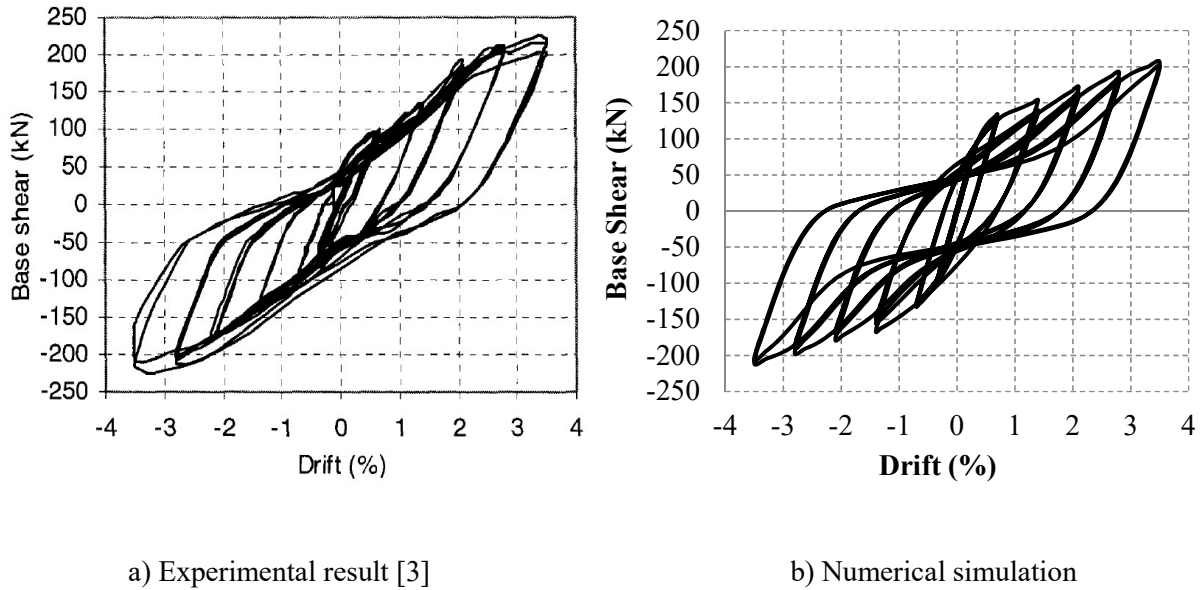 250
200
150
100
50
0
-50
-100
-150
-200
-250
Base shear (kN)
-4 -3 -2 -1 0 1 2 3 4
Drift (%)
a) Experimental result [3]
250
200
150
100
50
0
-50
-100
-150
-200
-250
Base Shear (kN)
-4 -3 -2 -1 0 1 2 3 4
Drift (%)
b) Numerical simulation